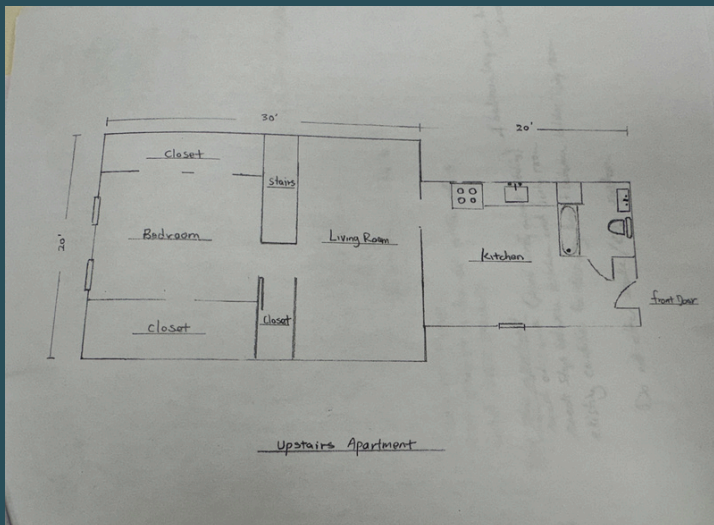 30'
20'
Closet
Stairs
20'
Bedroom
Living Room
Kitchen
front Door
Closet
Closet
Upstairs Apartment